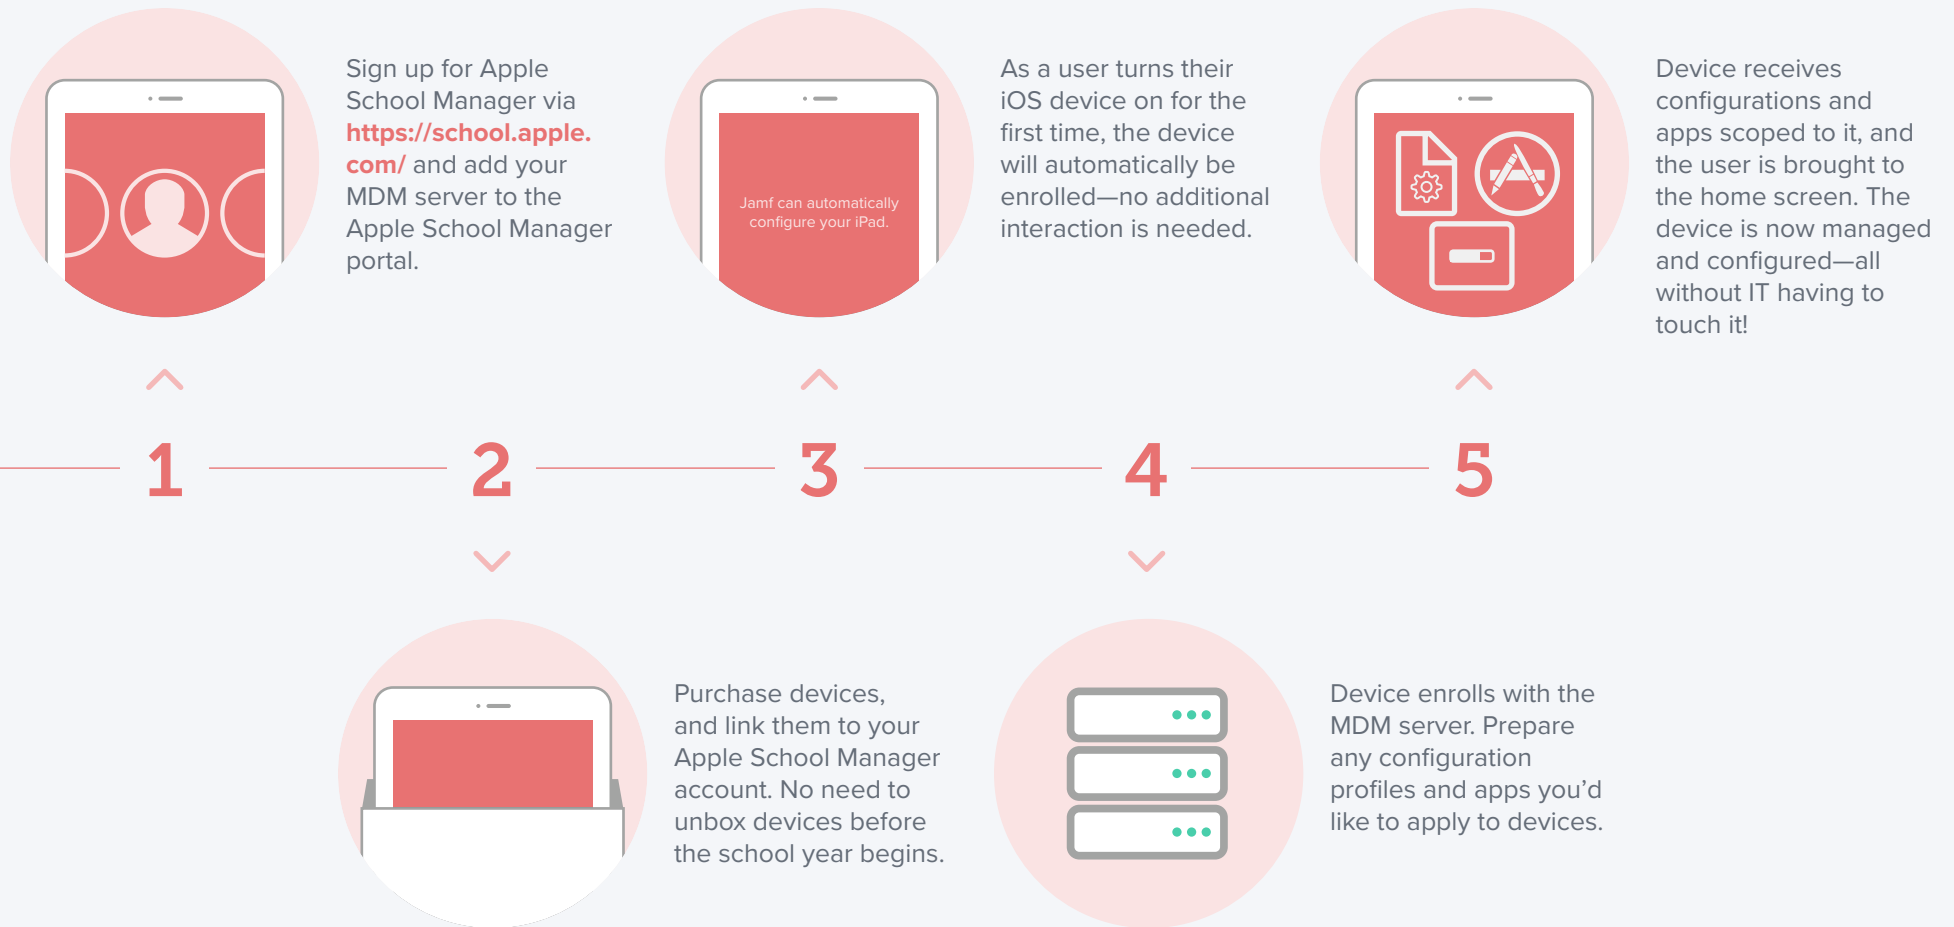 Sign up for Apple
School Manager via
https://school.apple.
com/ and add your
MDM server to the
Apple School Manager
portal.
Jamf can automatically
configure your iPad.
As a user turns their
iOS device on for the
first time, the device
will automatically be
enrolled—no additional
interaction is needed.
Device receives
configurations and
apps scoped to it, and
the user is brought to
the home screen. The
device is now managed
and configured—all
without IT having to
touch it!
1
2
3
4
5
Purchase devices,
and link them to your
Apple School Manager
account. No need to
unbox devices before
the school year begins.
Device enrolls with the
MDM server. Prepare
any configuration
profiles and apps you’d
like to apply to devices.